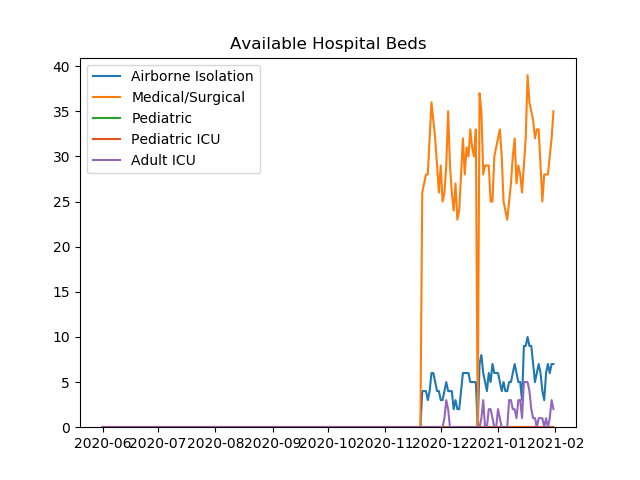 Available Hospital Beds
Airborne Isolation
Medical/Surgical
Pediatric
Pediatric ICU
Adult ICU
40
35
30
25
20
15
10
5
0
2020-06 2020-07 2020-08 2020-09 2020-10 2020-11 2020-12 2021-01 2021-02